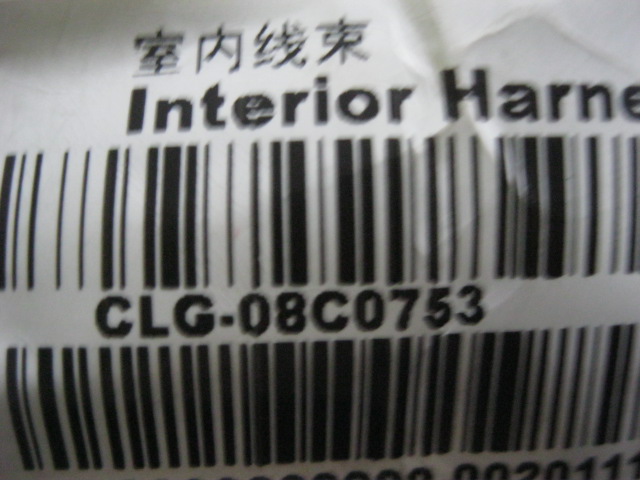 室内线束
Interior Harne
CLG-08C0753